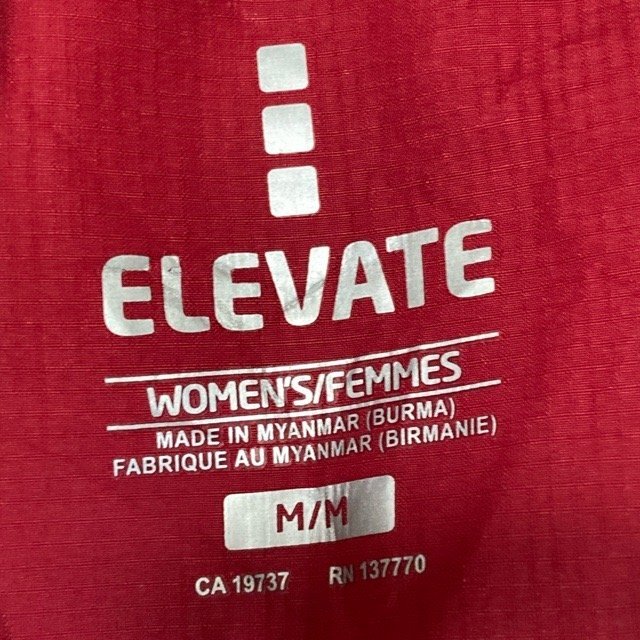 ELEVATE
WOMEN'S/FEMMES
MADE IN MYANMAR (BURMA)
FABRIQUE AU MYANMAR (BIRMANIE)
M/M
CA 19737 RN 137770